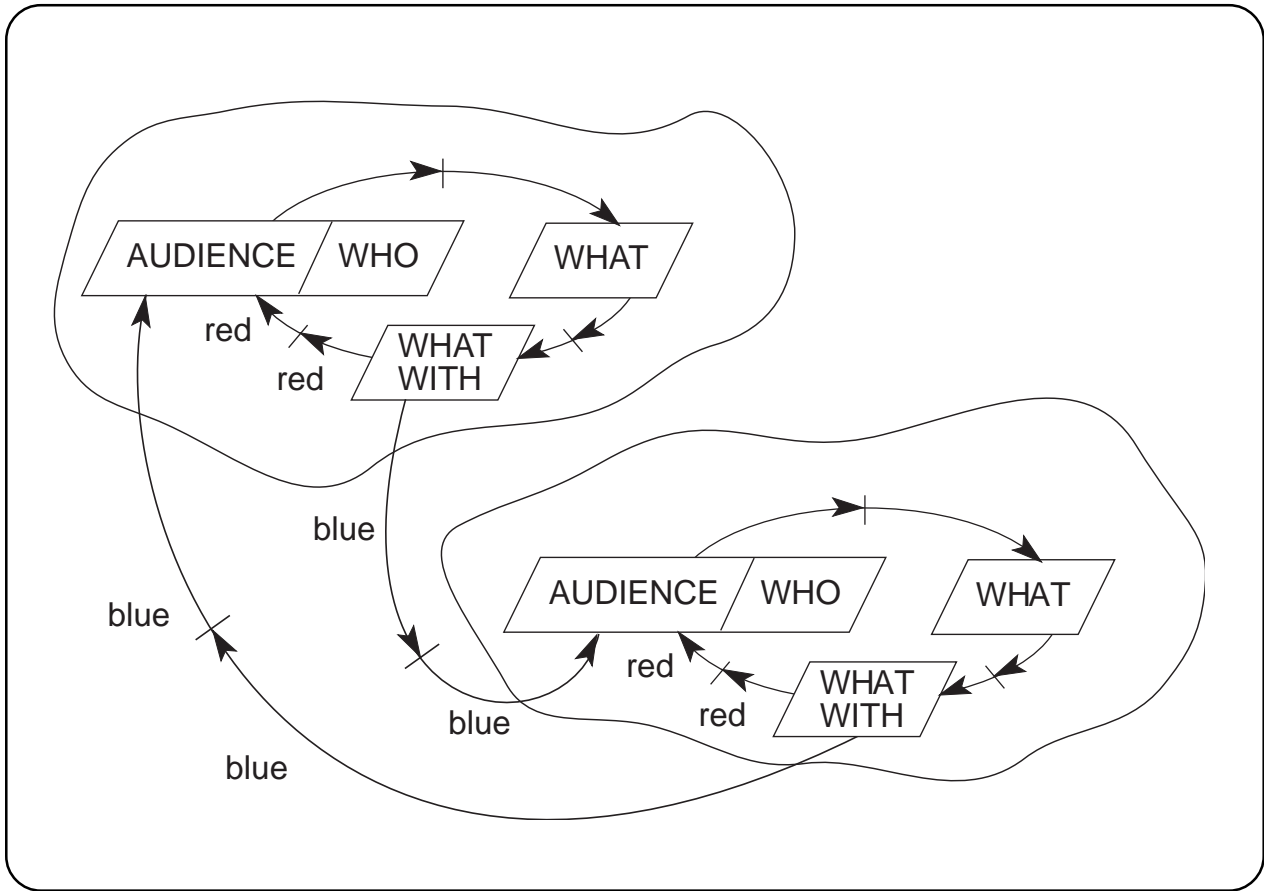 AUDIENCE WHO
WHAT
red
WHAT
WITH
red
blue
AUDIENCE WHO
WHAT
blue
red
WHAT
WITH
red
blue
blue